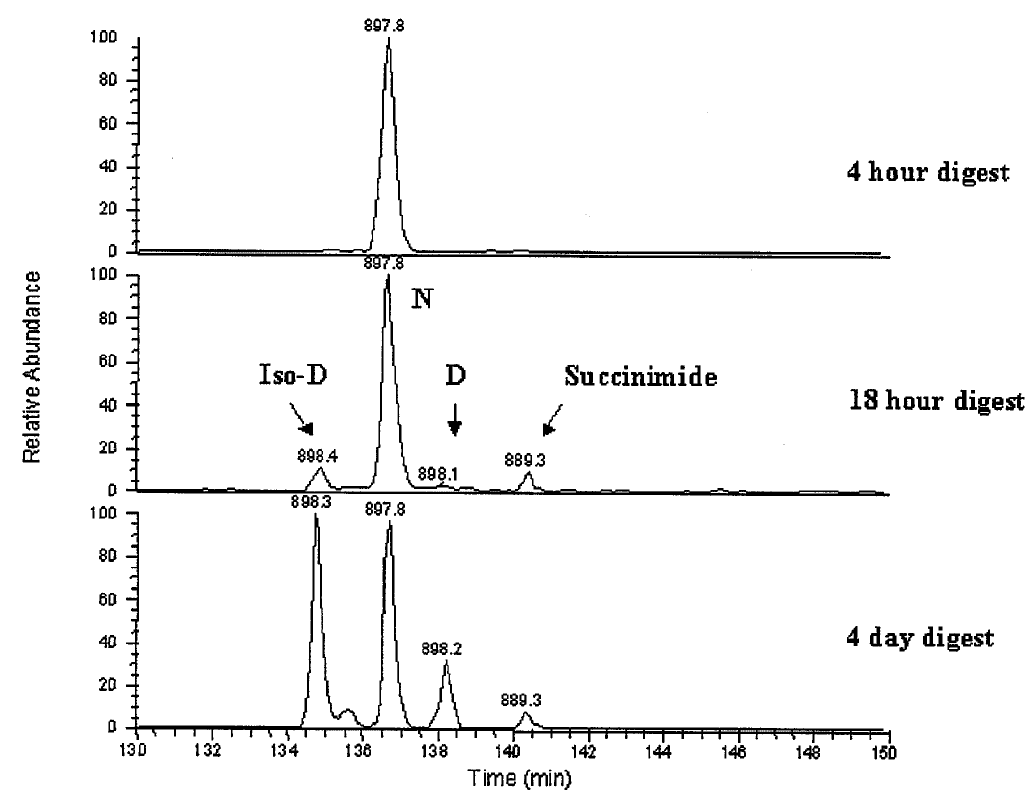 897.8
100
80
60
40
20
0
4 hour digest
897.8
100
80
60
40
20
0
N
Iso-D
D
Succinimide
898.4
898.1
889.3
18 hour digest
Relative Abundance
898.3
897.8
898.2
889.3
100
80
60
40
20
0
4 day digest
130 132 134 136 138 140 142 144 146 148 150
Time (min)